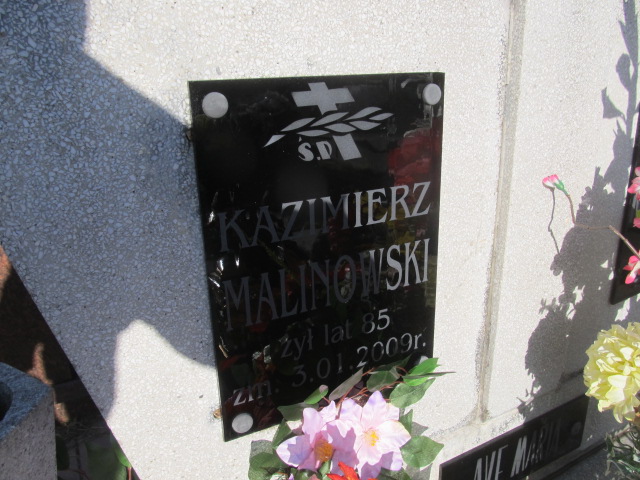 Ś.P
KAZIMIERZ
MALINOWSKI
żył lat 85
zm. 3.01.2009r.
AVE MARIA